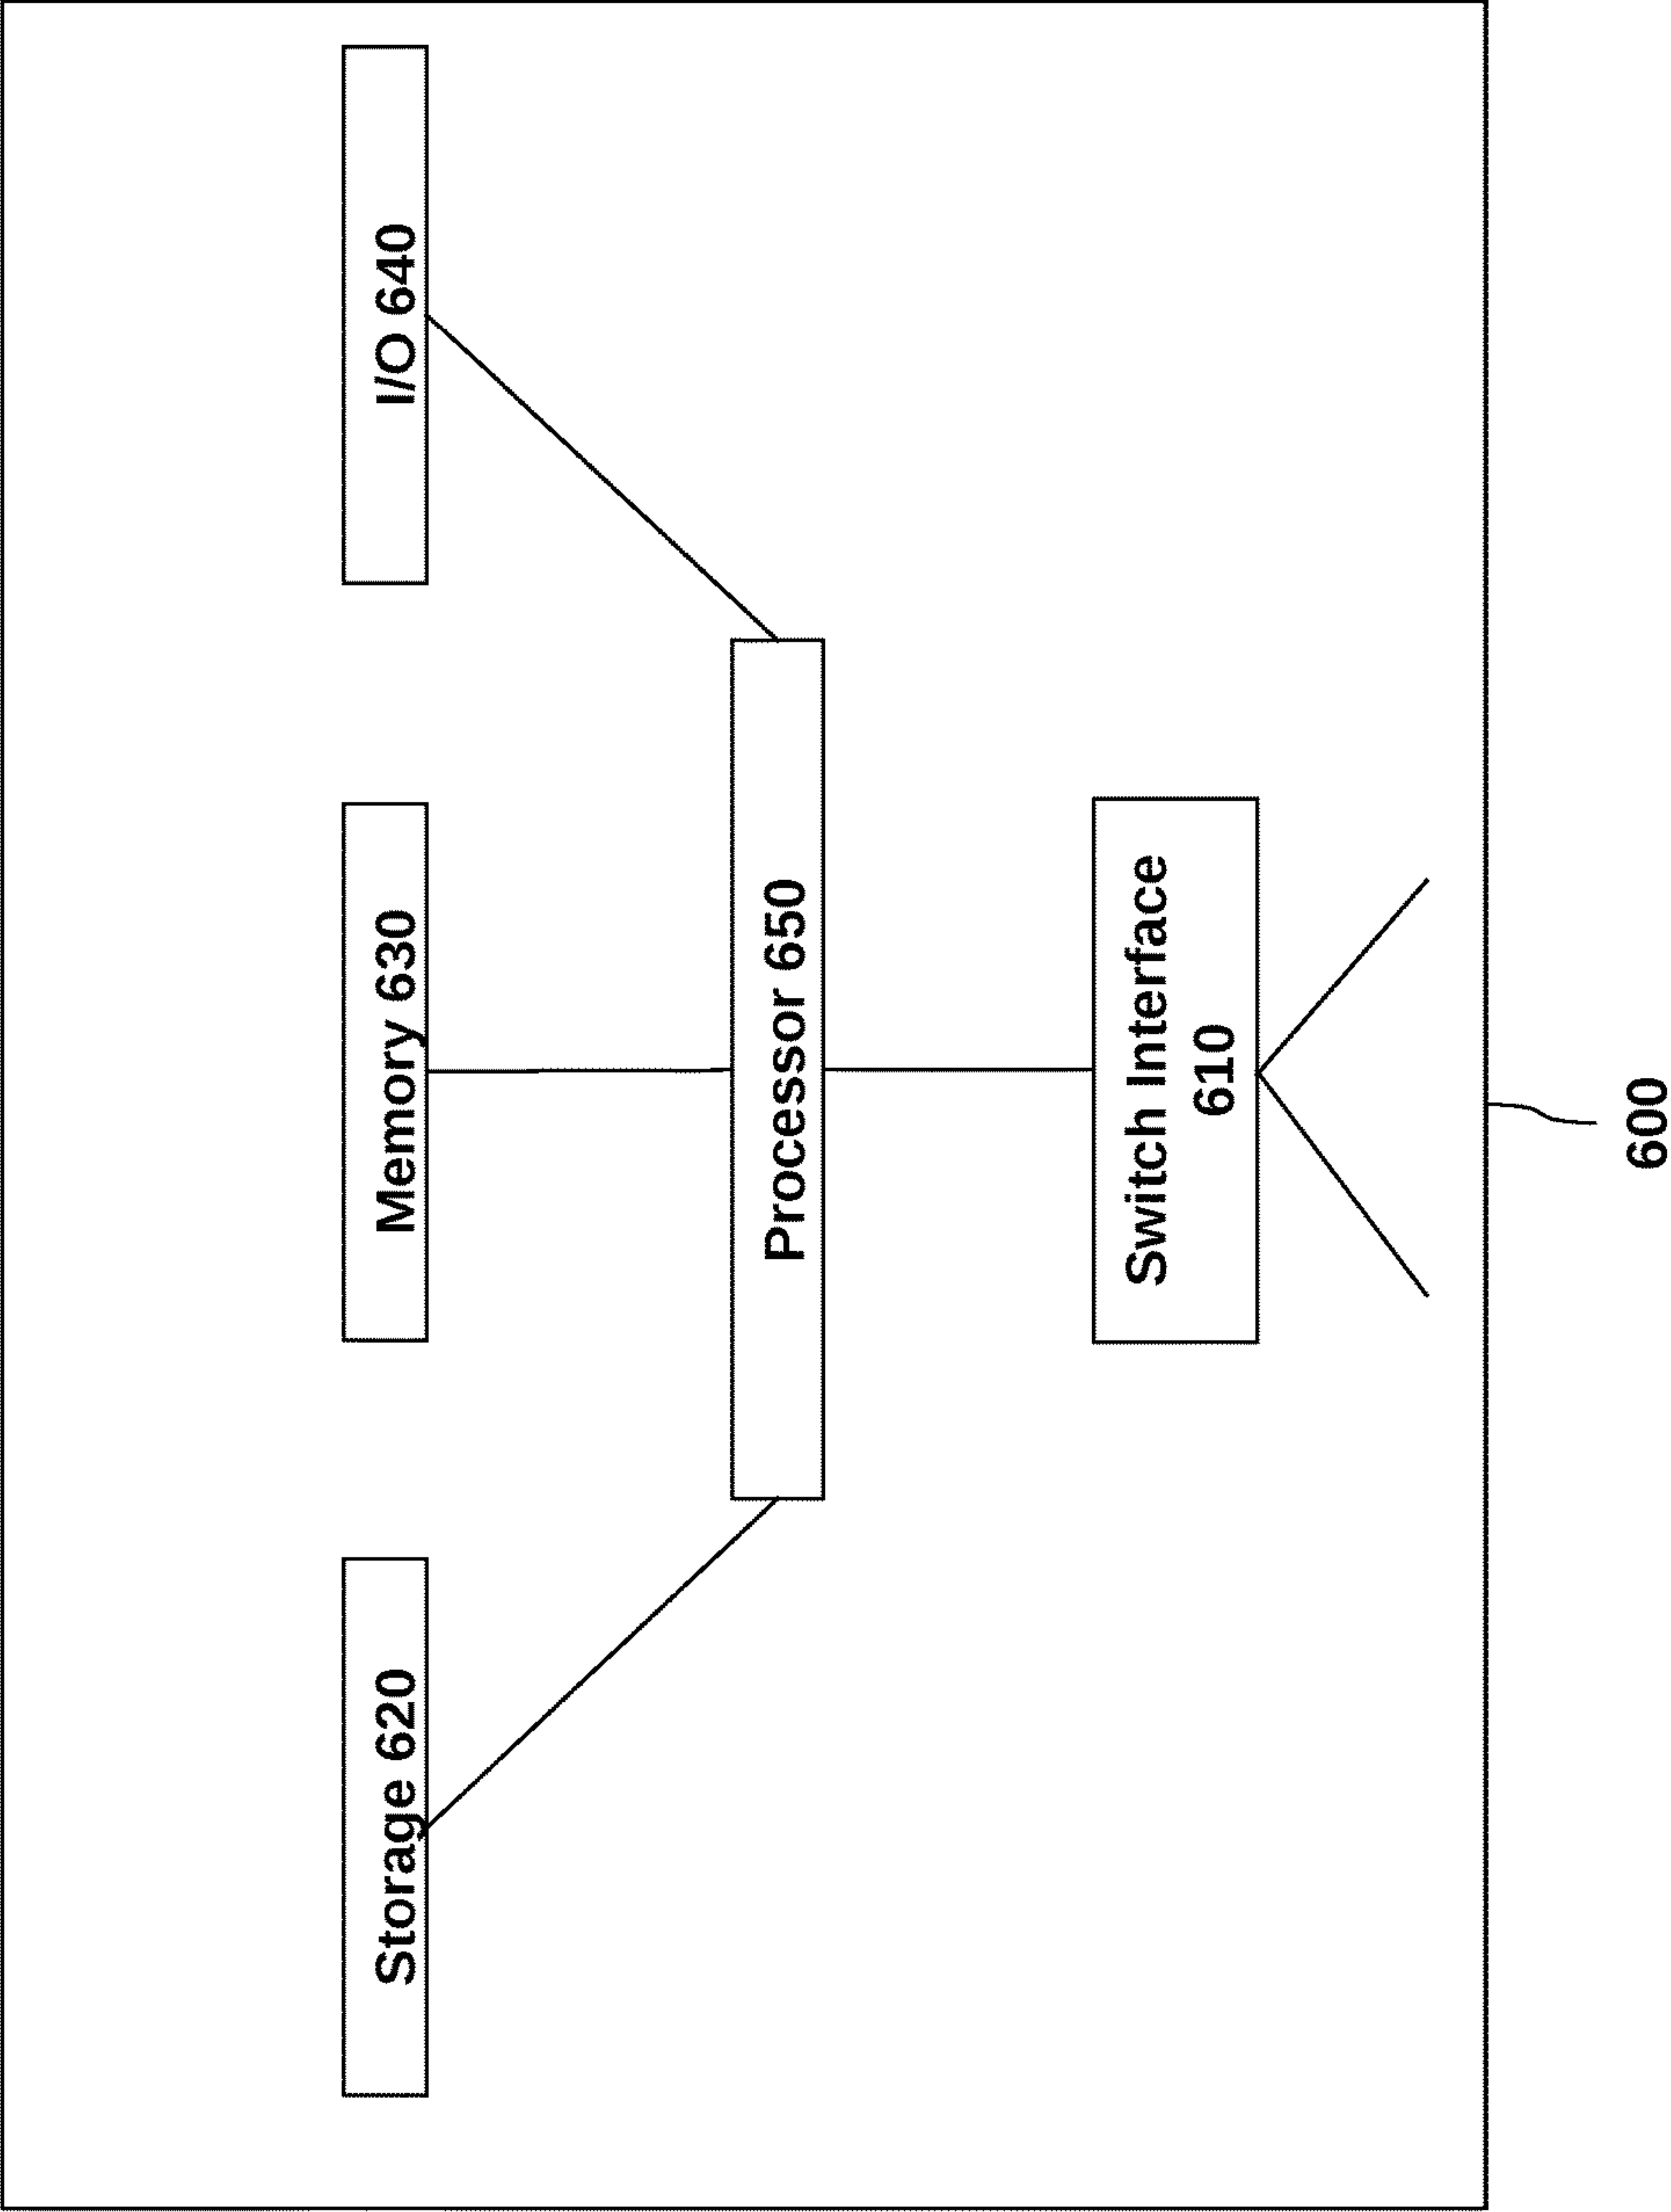 Storage 620
Memory 630
I/O 640
Processor 650
Switch Interface
610
600